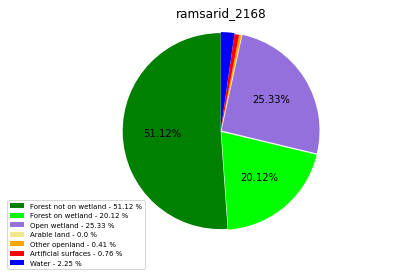 ramsarid_2168
25.33%
51.12%
20.12%
Forest not on wetland - 51.12 %
Forest on wetland - 20.12 %
Open wetland - 25.33 %
Arable land - 0.0 %
Other openland - 0.41 %
Artificial surfaces - 0.76 %
Water - 2.25 %